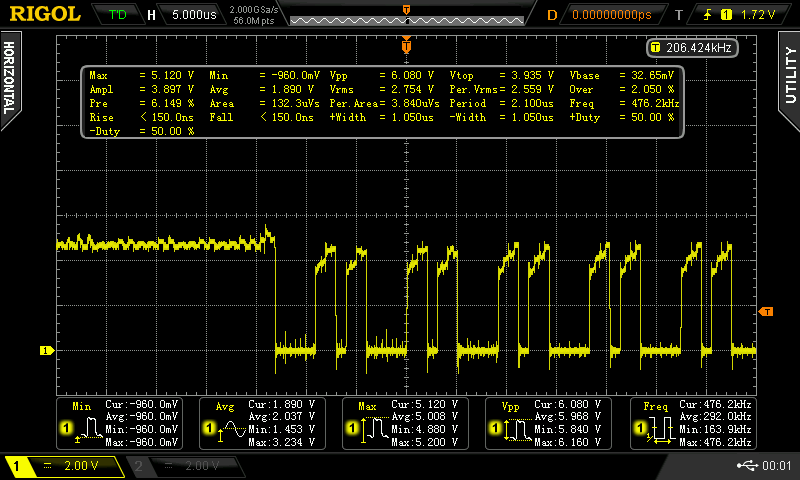 RIGOL T'D H 5.000us 2.000GSa/s 56.0M pts D 0.00000000ps T 1 1.72 V
HORIZONTAL
UTILITY
T 206.424kHz
T
Max = 5.120 V Min = -960.0mV Vpp = 6.080 V Vtop = 3.935 V Vbase = 32.65mV
Ampl = 3.897 V Avg = 1.890 V Vrms = 2.754 V Per.Vrms= 2.559 V Over = 2.050 %
Pre = 6.149 % Area = 132.3uVs Per.Area= 3.840uVs Period = 2.100us Freq = 476.2kHz
Rise < 150.0ns Fall < 150.0ns +Width = 1.050us -Width = 1.050us +Duty = 50.00 %
-Duty = 50.00 %
T
1
Min Cur:-960.0mV
Avg:-960.0mV
1 Min:-960.0mV
Max:-960.0mV
Avg Cur:1.890 V
Avg:2.037 V
1 Min:1.453 V
Max:3.234 V
Max Cur:5.120 V
Avg:5.008 V
1 Min:4.880 V
Max:5.200 V
Vpp Cur:6.080 V
Avg:5.968 V
1 Min:5.840 V
Max:6.160 V
Freq Cur:476.2kHz
Avg:292.0kHz
1 Min:163.9kHz
Max:476.2kHz
1 = 2.00 V 2 = 2.00 V 00:01